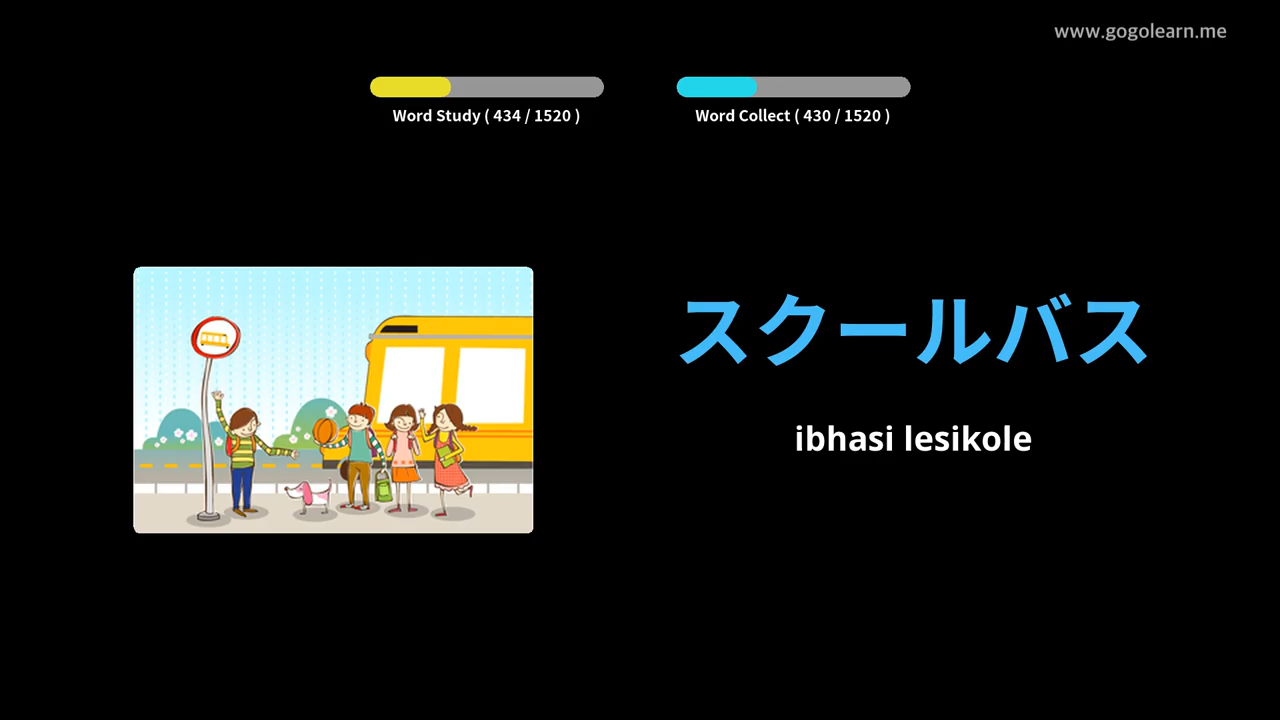 www.gogolearn.me
Word Study ( 434 / 1520 )
Word Collect ( 430 / 1520 )
スクールバス
ibhasi lesikole